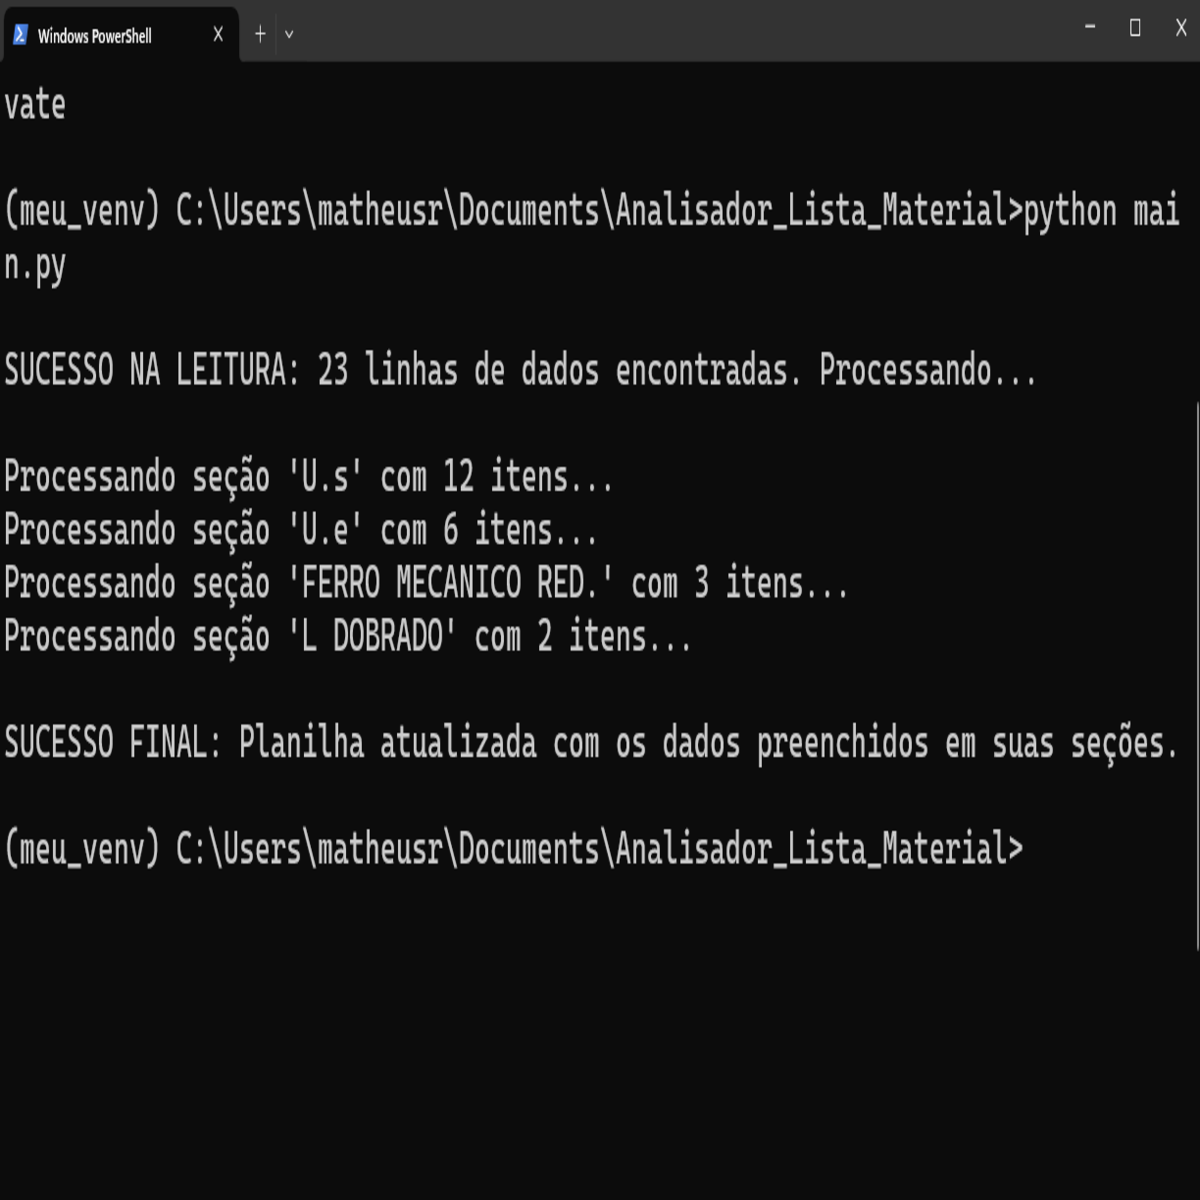 Windows PowerShell
vate
(meu_venv) C:\Users\matheusr\Documents\Analisador_Lista_Material>python mai
n.py
SUCESSO NA LEITURA: 23 linhas de dados encontradas. Processando...
Processando seção 'U.s' com 12 itens...
Processando seção 'U.e' com 6 itens...
Processando seção 'FERRO MECANICO RED.' com 3 itens...
Processando seção 'L DOBRADO' com 2 itens...
SUCESSO FINAL: Planilha atualizada com os dados preenchidos em suas seções.
(meu_venv) C:\Users\matheusr\Documents\Analisador_Lista_Material>